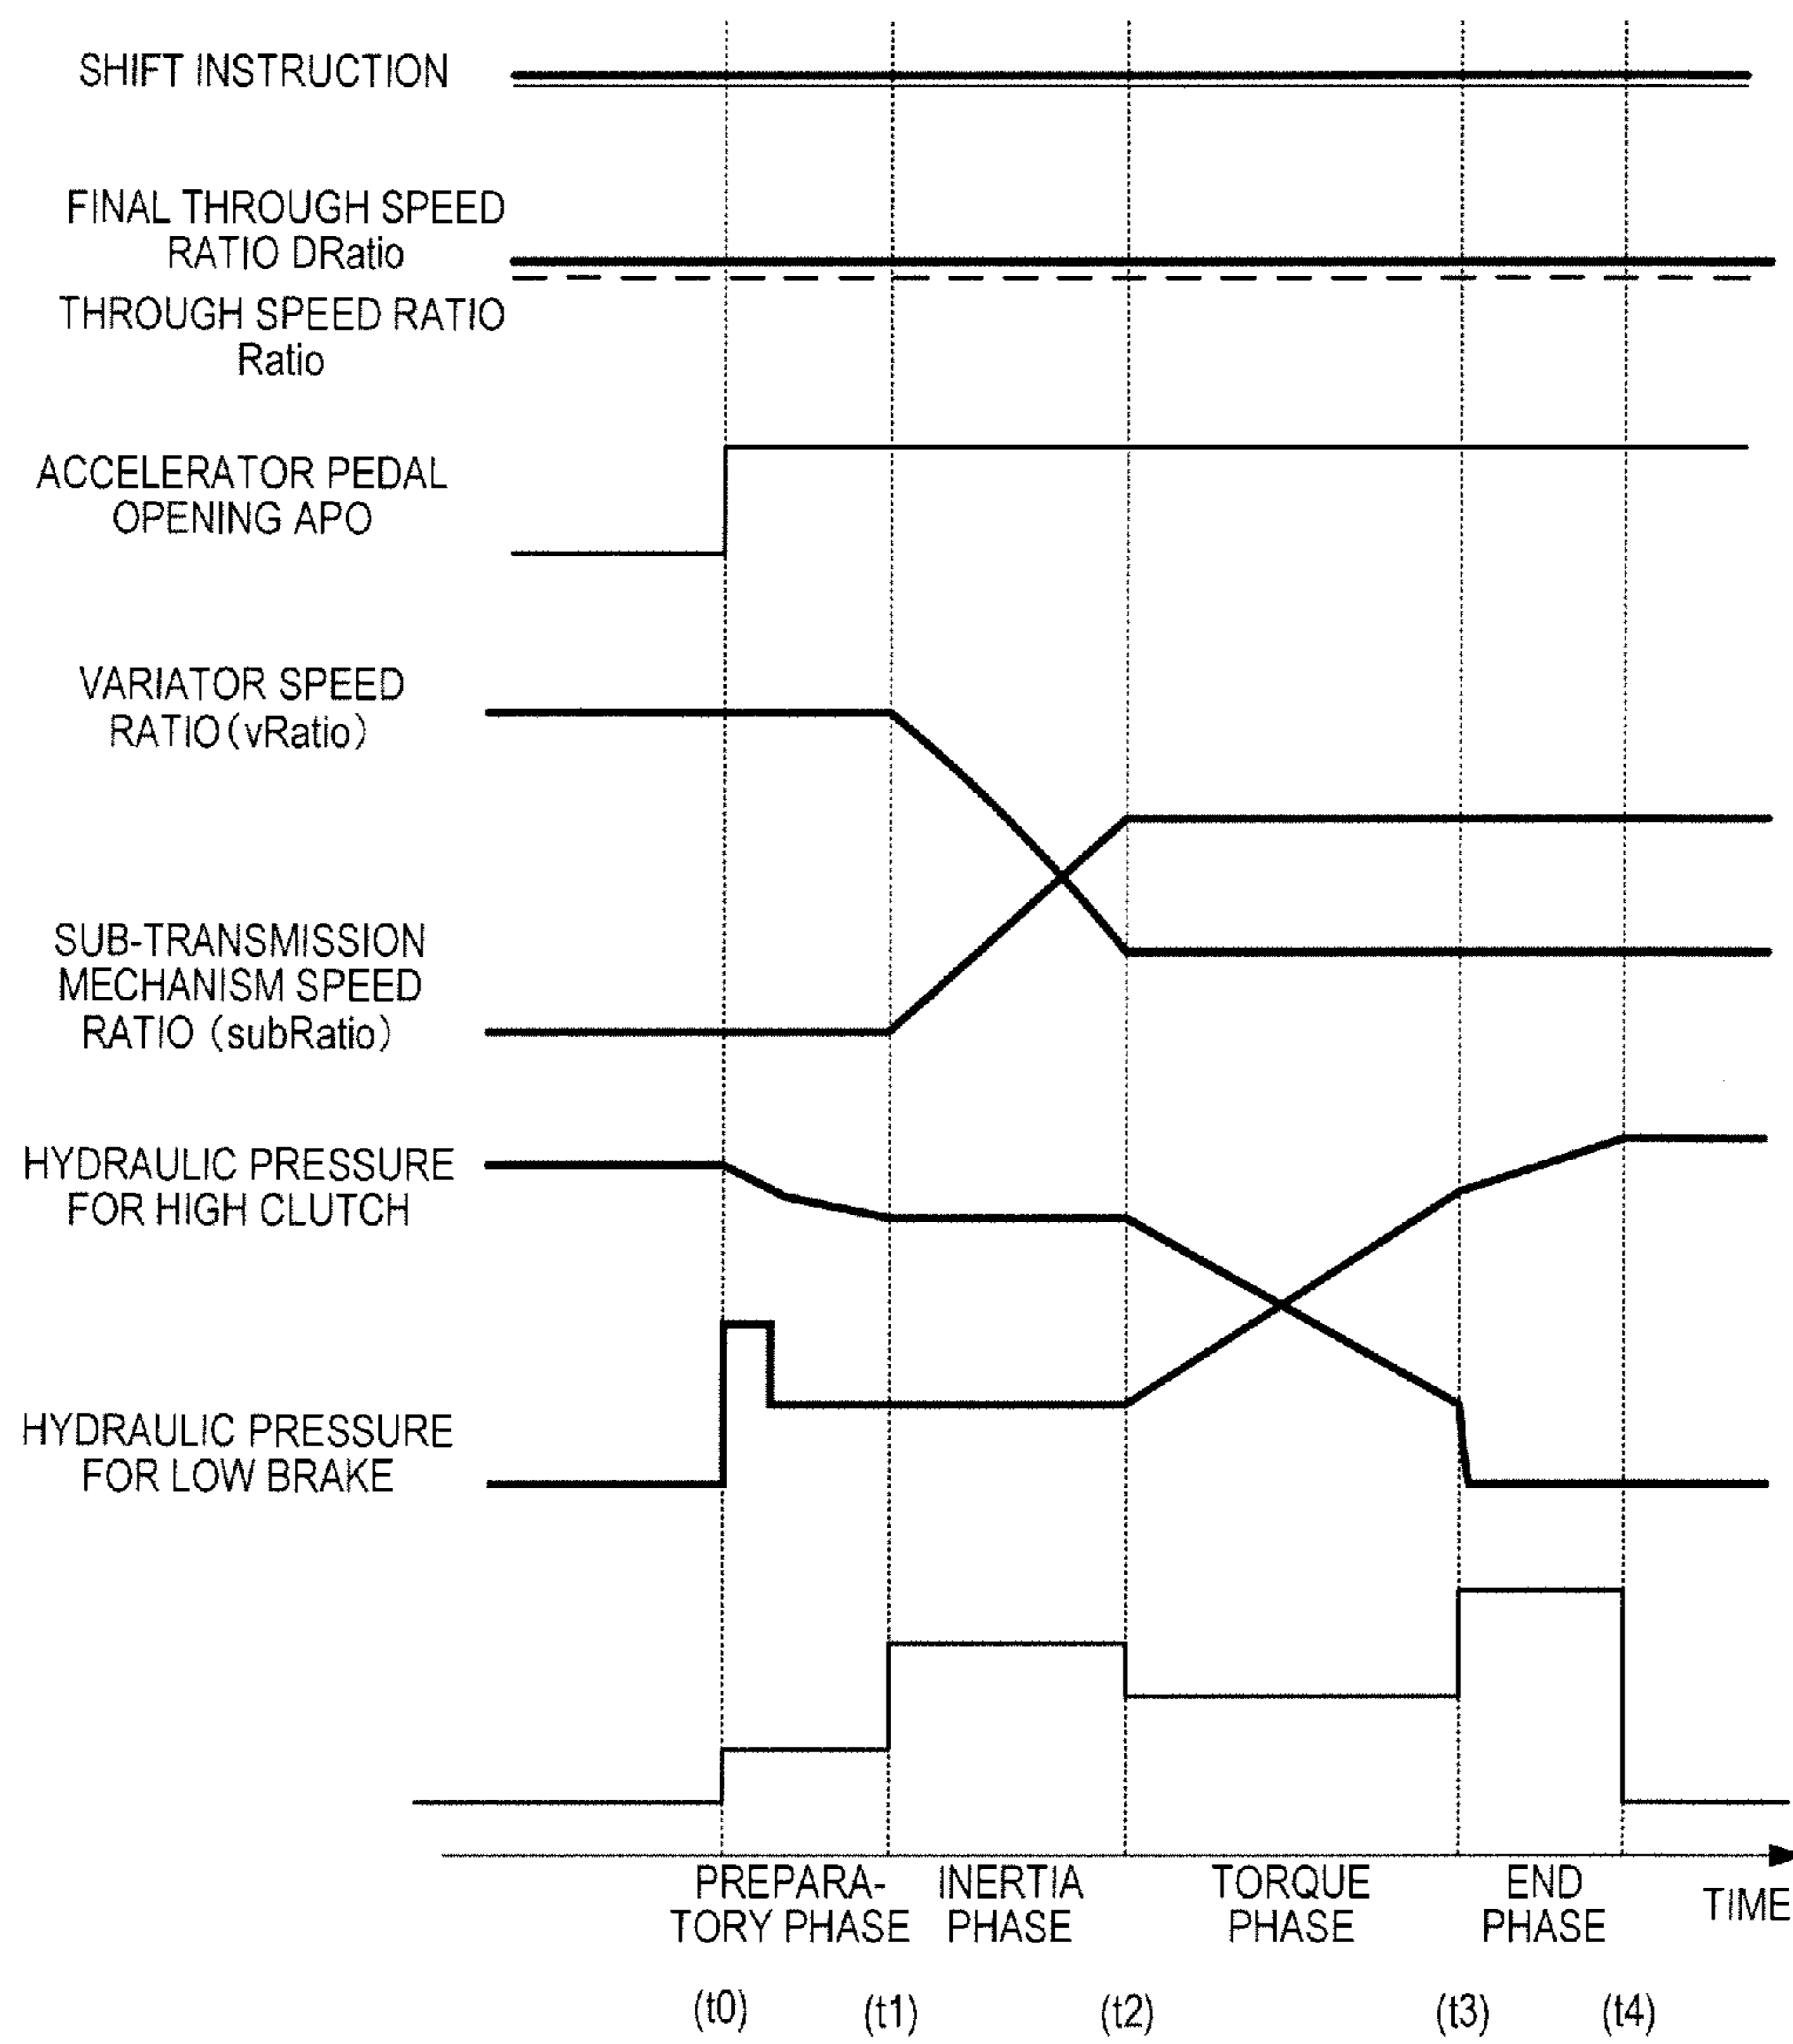 SHIFT INSTRUCTION
FINAL THROUGH SPEED
RATIO DRatio
THROUGH SPEED RATIO
Ratio
ACCELERATOR PEDAL
OPENING APO
VARIATOR SPEED
RATIO (vRatio)
SUB-TRANSMISSION
MECHANISM SPEED
RATIO (subRatio)
HYDRAULIC PRESSURE
FOR HIGH CLUTCH
HYDRAULIC PRESSURE
FOR LOW BRAKE
PREPARA-
TORY PHASE
INERTIA
PHASE
TORQUE
PHASE
END
PHASE
TIME
(t0)
(t1)
(t2)
(t3)
(t4)